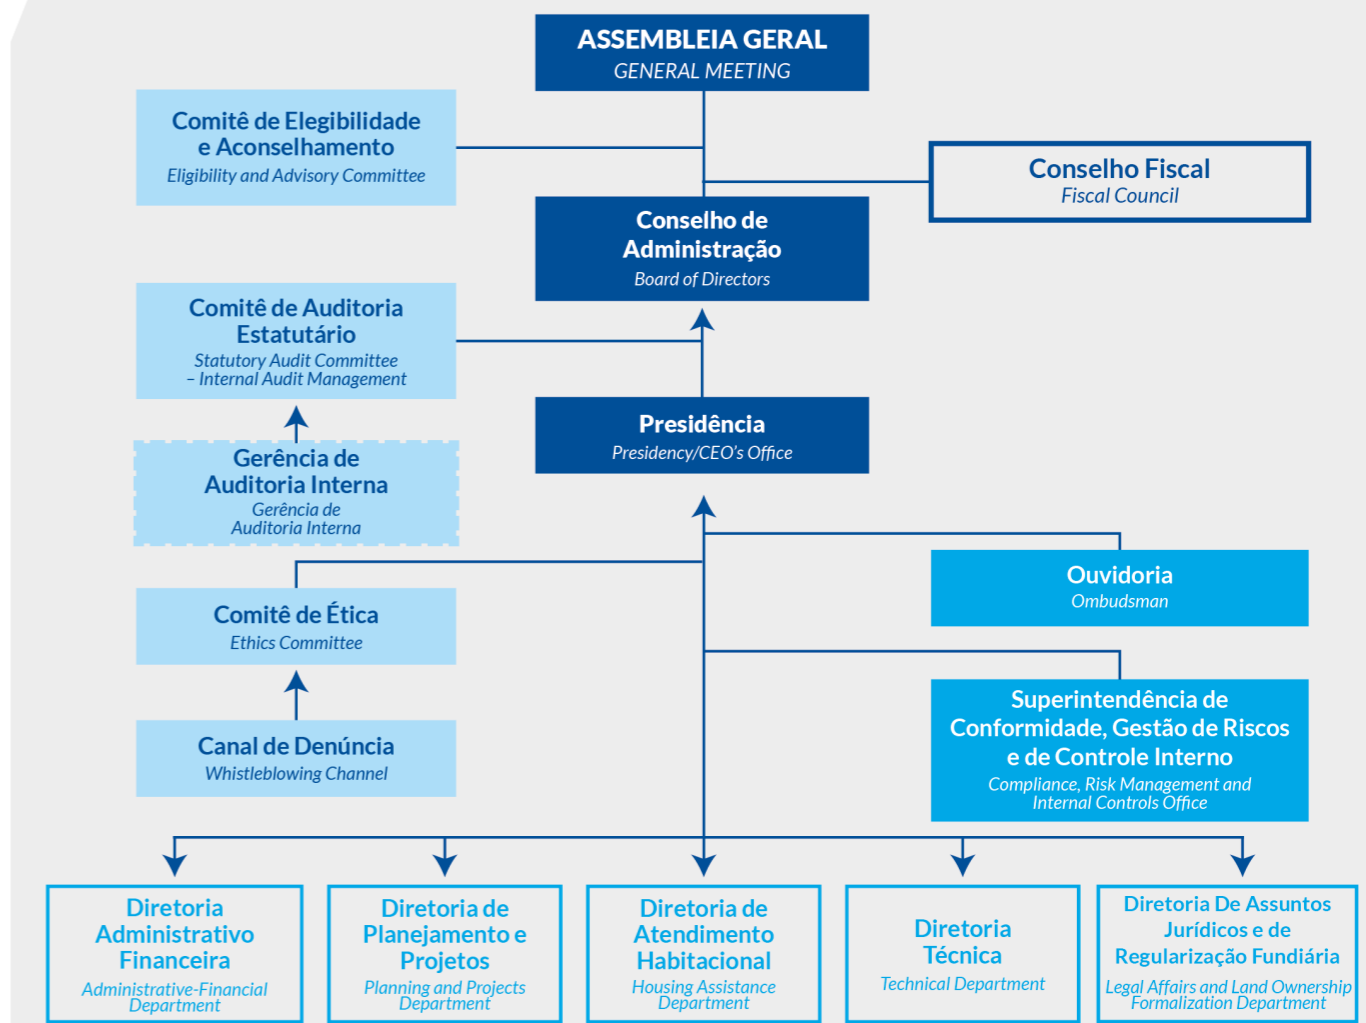 ASSEMBLEIA GERAL
GENERAL MEETING
Comitê de Elegibilidade
e Aconselhamento
Eligibility and Advisory Committee
Conselho Fiscal
Fiscal Council
Conselho de
Administração
Board of Directors
Comitê de Auditoria
Estatutário
Statutory Audit Committee
– Internal Audit Management
Presidência
Presidency/CEO's Office
Gerência de
Auditoria Interna
Gerência de
Auditoria Interna
Ouvidoria
Ombudsman
Comitê de Ética
Ethics Committee
Superintendência de
Conformidade, Gestão de Riscos
e de Controle Interno
Compliance, Risk Management and
Internal Controls Office
Canal de Denúncia
Whistleblowing Channel
Diretoria
Administrativo
Financeira
Administrative-Financial
Department
Diretoria de
Planejamento e
Projetos
Planning and Projects
Department
Diretoria de
Atendimento
Habitacional
Housing Assistance
Department
Diretoria
Técnica
Technical Department
Diretoria De Assuntos
Jurídicos e de
Regularização Fundiária
Legal Affairs and Land Ownership
Formalization Department